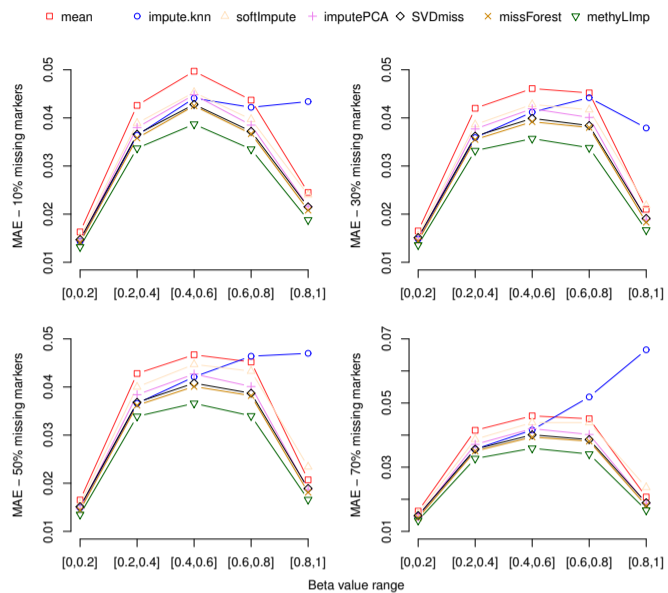 mean impute.knn softImpute imputePCA SVDmiss missForest methyLImp
MAE − 10% missing markers
0.01 0.02 0.03 0.04 0.05
[0,0.2] [0.2,0.4] [0.4,0.6] [0.6,0.8] [0.8,1]
MAE − 30% missing markers
0.01 0.02 0.03 0.04 0.05
[0,0.2] [0.2,0.4] [0.4,0.6] [0.6,0.8] [0.8,1]
MAE − 50% missing markers
0.01 0.02 0.03 0.04 0.05
[0,0.2] [0.2,0.4] [0.4,0.6] [0.6,0.8] [0.8,1]
MAE − 70% missing markers
0.01 0.03 0.05 0.07
[0,0.2] [0.2,0.4] [0.4,0.6] [0.6,0.8] [0.8,1]
Beta value range